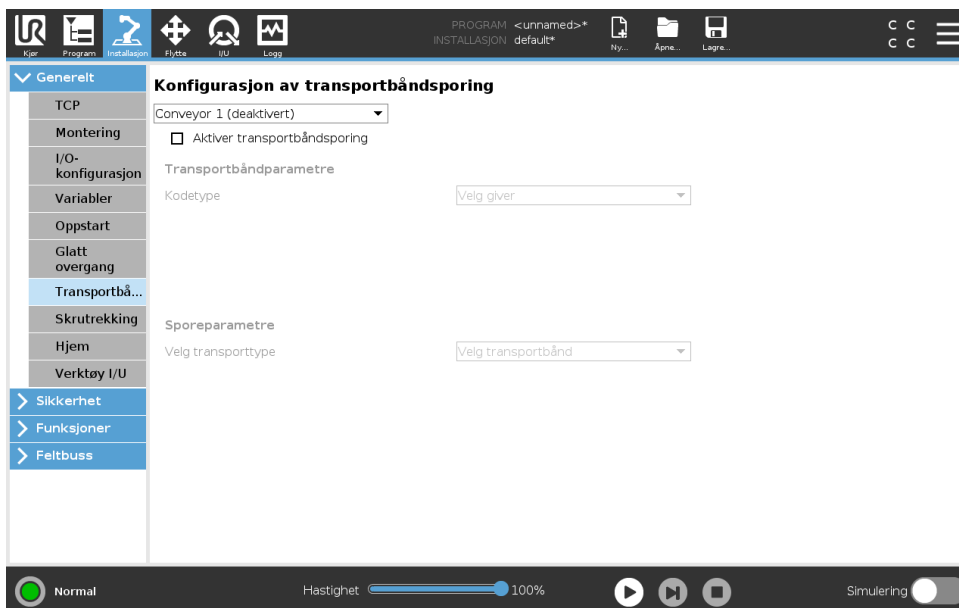 UR
PROGRAM <unnamed>*
INSTALLASJON default*
C C
C C
Kjør
Program
Installasjon
Flytte
I/U
Logg
Ny...
Åpne...
Lagre...
Generelt
TCP
Montering
I/O-
konfigurasjon
Variabler
Oppstart
Glatt
overgang
Transportbå...
Skrutrekking
Hjem
Verktøy I/U
Sikkerhet
Funksjoner
Feltbuss
Konfigurasjon av transportbåndsporing
Conveyor 1 (deaktivert)
Aktiver transportbåndsporing
Transportbåndparametre
Kodetype
Velg giver
Sporeparametre
Velg transporttype
Velg transportbånd
Normal
Hastighet
100%
Simulering